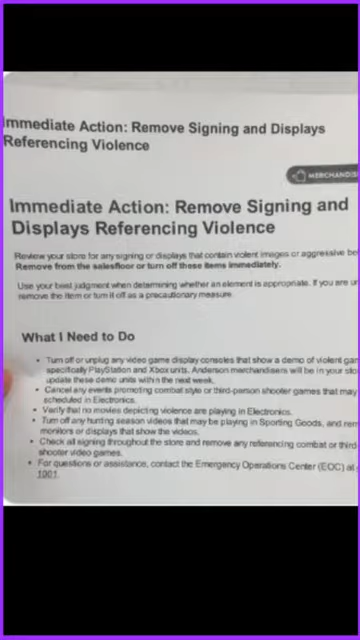 Immediate Action: Remove Signing and Displays
Referencing Violence
MERCHANDIS
Immediate Action: Remove Signing and
Displays Referencing Violence
Review your store for any signing or displays that contain violent images or aggressive be
Remove from the salesfloor or turn off these items immediately.
Use your best judgment when determining whether an element is appropriate. If you are un
remove the item or turn it off as a precautionary measure.
What I Need to Do
• Turn off or unplug any video game display consoles that show a demo of violent gam
specifically PlayStation and Xbox units. Anderson merchandisers will be in your sto
update these demo units within the next week.
• Cancel any events promoting combat style or third-person shooter games that may
scheduled in Electronics.
• Verify that no movies depicting violence are playing in Electronics.
• Turn off any hunting season videos that may be playing in Sporting Goods, and rem
monitors or displays that show the videos.
• Check all signing throughout the store and remove any referencing combat or third-
shooter video games.
• For questions or assistance, contact the Emergency Operations Center (EOC) at
1001.